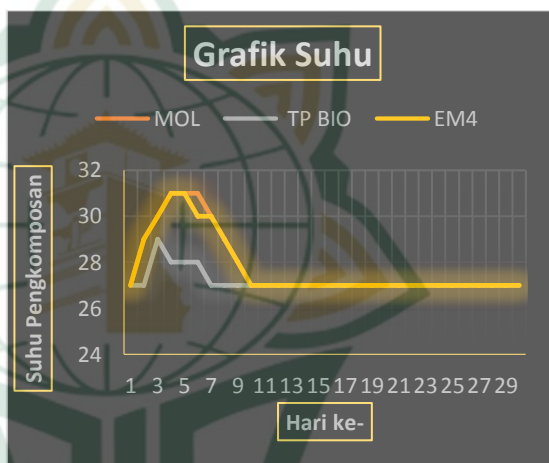 Grafik Suhu
MOL TP BIO EM4
Suhu Pengkomposan
32
30
28
26
24
1 3 5 7 9 11 13 15 17 19 21 23 25 27 29
Hari ke-